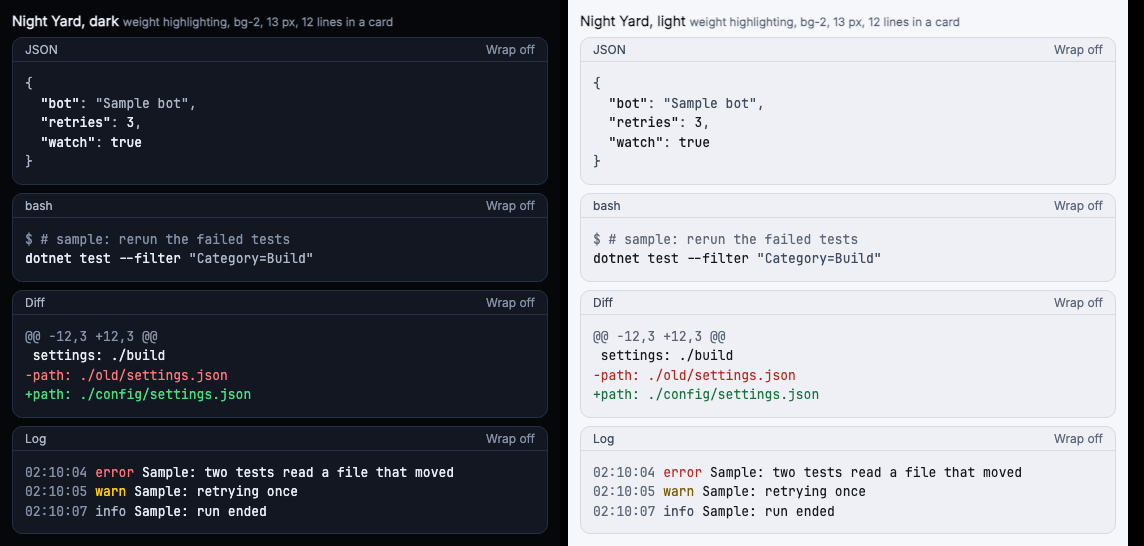 Night Yard, dark weight highlighting, bg-2, 13 px, 12 lines in a card
JSON Wrap off
{
  "bot": "Sample bot",
  "retries": 3,
  "watch": true
}
bash Wrap off
$ # sample: rerun the failed tests
dotnet test --filter "Category=Build"
Diff Wrap off
@@ -12,3 +12,3 @@
 settings: ./build
-path: ./old/settings.json
+path: ./config/settings.json
Log Wrap off
02:10:04 error Sample: two tests read a file that moved
02:10:05 warn Sample: retrying once
02:10:07 info Sample: run ended
Night Yard, light weight highlighting, bg-2, 13 px, 12 lines in a card
JSON Wrap off
{
  "bot": "Sample bot",
  "retries": 3,
  "watch": true
}
bash Wrap off
$ # sample: rerun the failed tests
dotnet test --filter "Category=Build"
Diff Wrap off
@@ -12,3 +12,3 @@
 settings: ./build
-path: ./old/settings.json
+path: ./config/settings.json
Log Wrap off
02:10:04 error Sample: two tests read a file that moved
02:10:05 warn Sample: retrying once
02:10:07 info Sample: run ended